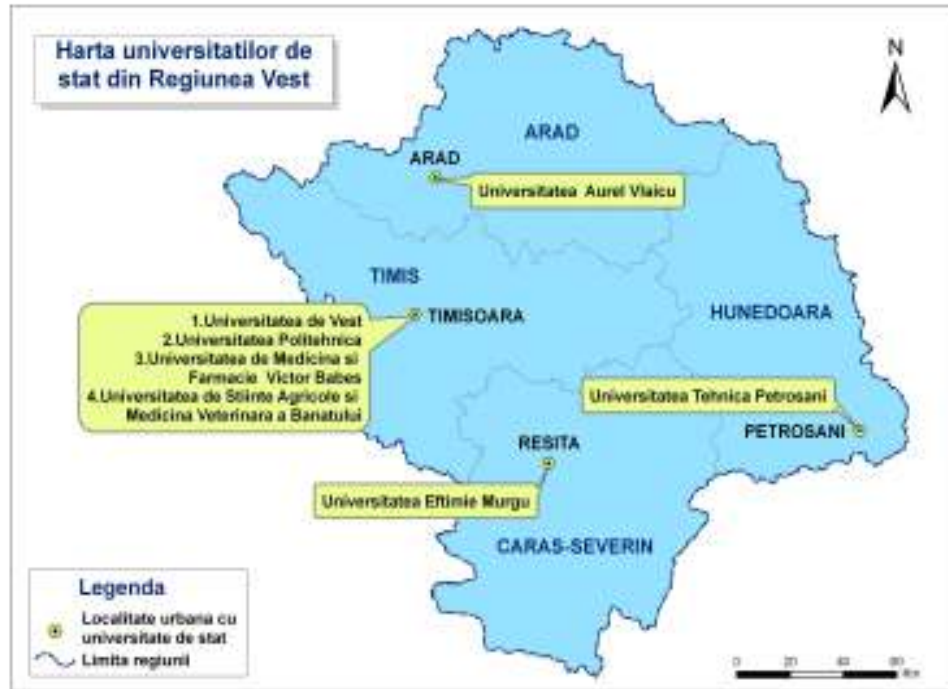 Harta universitatilor de
stat din Regiunea Vest
N
ARAD
ARAD
Universitatea Aurel Vlaicu
TIMIS
HUNEDOARA
1.Universitatea de Vest
2.Universitatea Politehnica
3.Universitatea de Medicina si
Farmacie Victor Babes
4.Universitatea de Stiinte Agricole si
Medicina Veterinara a Banatului
TIMISOARA
Universitatea Tehnica Petrosani
PETROSANI
RESITA
Universitatea Eftimie Murgu
CARAS-SEVERIN
Legenda
Localitate urbana cu
universitate de stat
Limita regiunii
0 20 40 60
Km